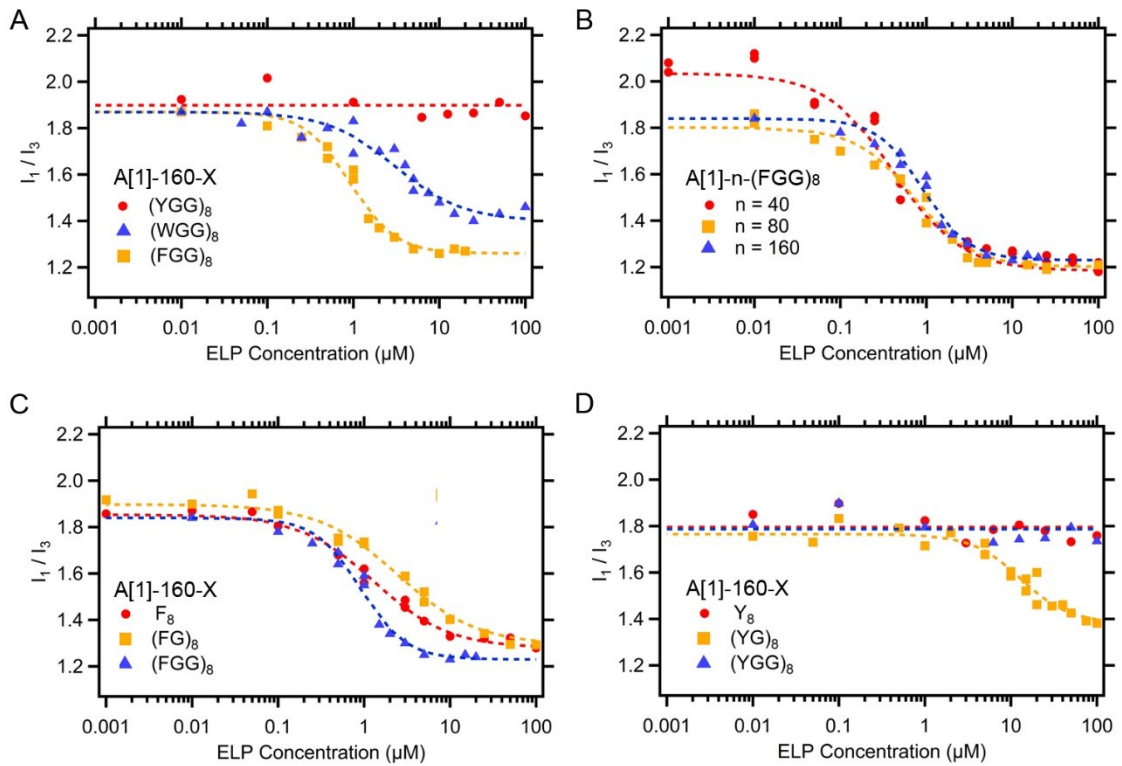 A
B
2.2
2.0
1.8
1.6
1.4
1.2
I1 / I3
A[1]-160-X
(YGG)8
(WGG)8
(FGG)8
0.001 0.01 0.1 1 10 100
ELP Concentration (µM)
2.2
2.0
1.8
1.6
1.4
1.2
I1 / I3
A[1]-n-(FGG)8
n = 40
n = 80
n = 160
0.001 0.01 0.1 1 10 100
ELP Concentration (µM)
C
D
2.2
2.0
1.8
1.6
1.4
1.2
I1 / I3
A[1]-160-X
F8
(FG)8
(FGG)8
0.001 0.01 0.1 1 10 100
ELP Concentration (µM)
2.2
2.0
1.8
1.6
1.4
1.2
I1 / I3
A[1]-160-X
Y8
(YG)8
(YGG)8
0.001 0.01 0.1 1 10 100
ELP Concentration (µM)